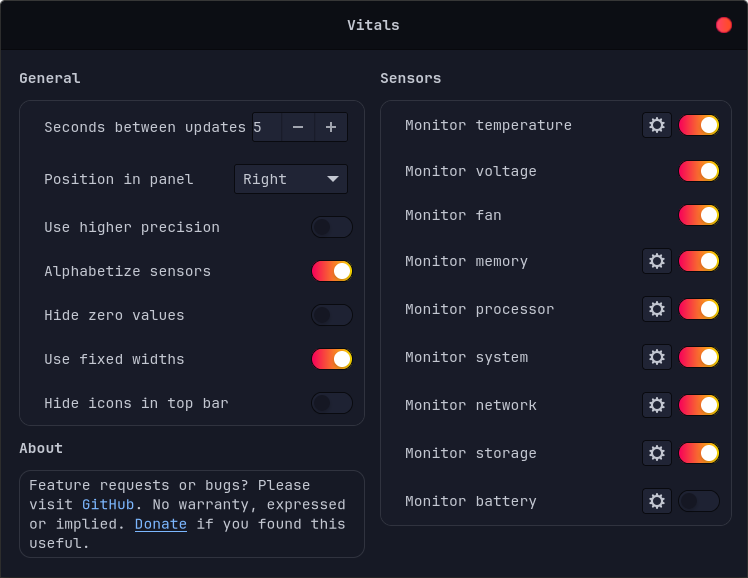 Vitals
General
Seconds between updates 5
Position in panel Right
Use higher precision
Alphabetize sensors
Hide zero values
Use fixed widths
Hide icons in top bar
About
Feature requests or bugs? Please
visit GitHub. No warranty, expressed
or implied. Donate if you found this
useful.
Sensors
Monitor temperature
Monitor voltage
Monitor fan
Monitor memory
Monitor processor
Monitor system
Monitor network
Monitor storage
Monitor battery